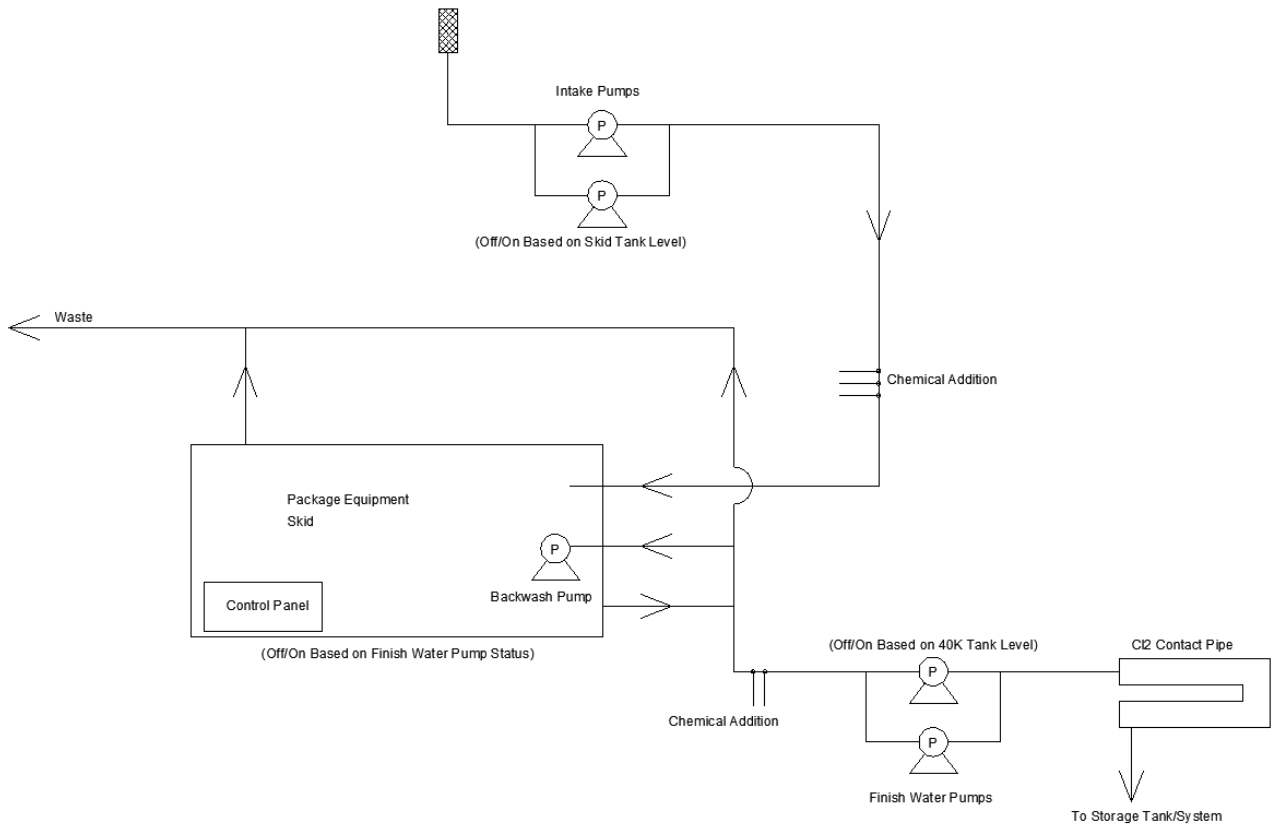 Intake Pumps
P
P
(Off/On Based on Skid Tank Level)
Waste
Chemical Addition
Package Equipment
Skid
P
Backwash Pump
Control Panel
(Off/On Based on Finish Water Pump Status)
(Off/On Based on 40K Tank Level)
Cl2 Contact Pipe
P
Chemical Addition
P
Finish Water Pumps
To Storage Tank/System